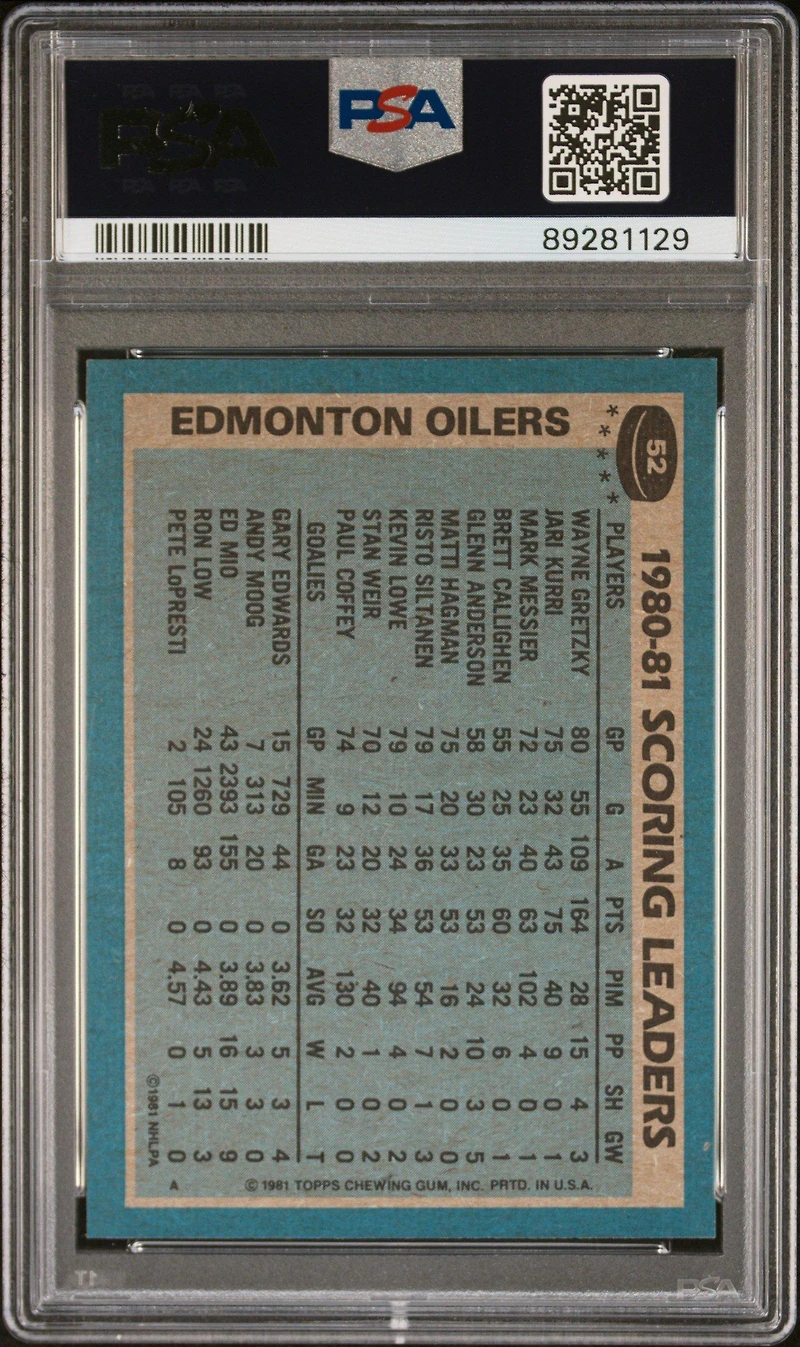 PSA
PSA
89281129
52
1980-81 SCORING LEADERS
EDMONTON OILERS
* * * * *
PLAYERS GP G A PTS PIM PP SH GW
WAYNE GRETZKY 80 55 109 164 28 15 4 3
JARI KURRI 75 32 43 75 40 9 0 1
MARK MESSIER 72 23 40 63 102 4 0 1
BRETT CALLIGHEN 55 25 35 60 32 6 0 1
GLENN ANDERSON 58 30 23 53 24 10 3 5
MATTI HAGMAN 75 20 33 53 16 2 0 0
RISTO SILTANEN 79 17 36 53 54 7 1 3
KEVIN LOWE 79 10 24 34 94 4 0 2
STAN WEIR 70 12 20 32 40 1 0 2
PAUL COFFEY 74 9 23 32 130 2 0 0
GOALIES GP MIN GA SO AVG W L T
GARY EDWARDS 15 729 44 0 3.62 5 3 4
ANDY MOOG 7 313 20 0 3.83 3 3 0
ED MIO 43 2393 155 0 3.89 16 15 9
RON LOW 24 1260 93 0 4.43 5 13 3
PETE LoPRESTI 2 105 8 0 4.57 0 1 0
©1981 NHLPA
© 1981 TOPPS CHEWING GUM, INC. PRTD. IN U.S.A.
A
PSA